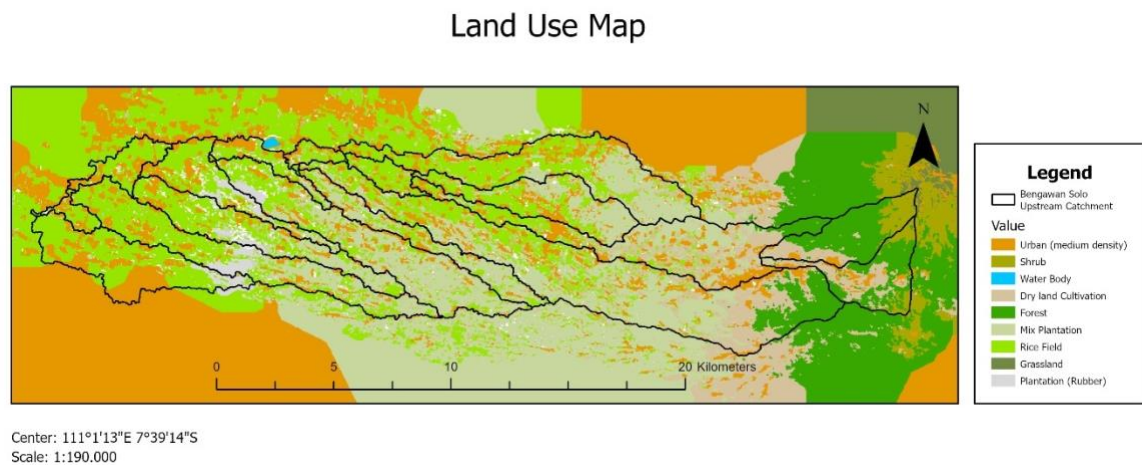 Land Use Map
N
0 5 10 20 Kilometers
Legend
Bengawan Solo
Upstream Catchment
Value
Urban (medium density)
Shrub
Water Body
Dry land Cultivation
Forest
Mix Plantation
Rice Field
Grassland
Plantation (Rubber)
Center: 111°1'13"E 7°39'14"S
Scale: 1:190.000